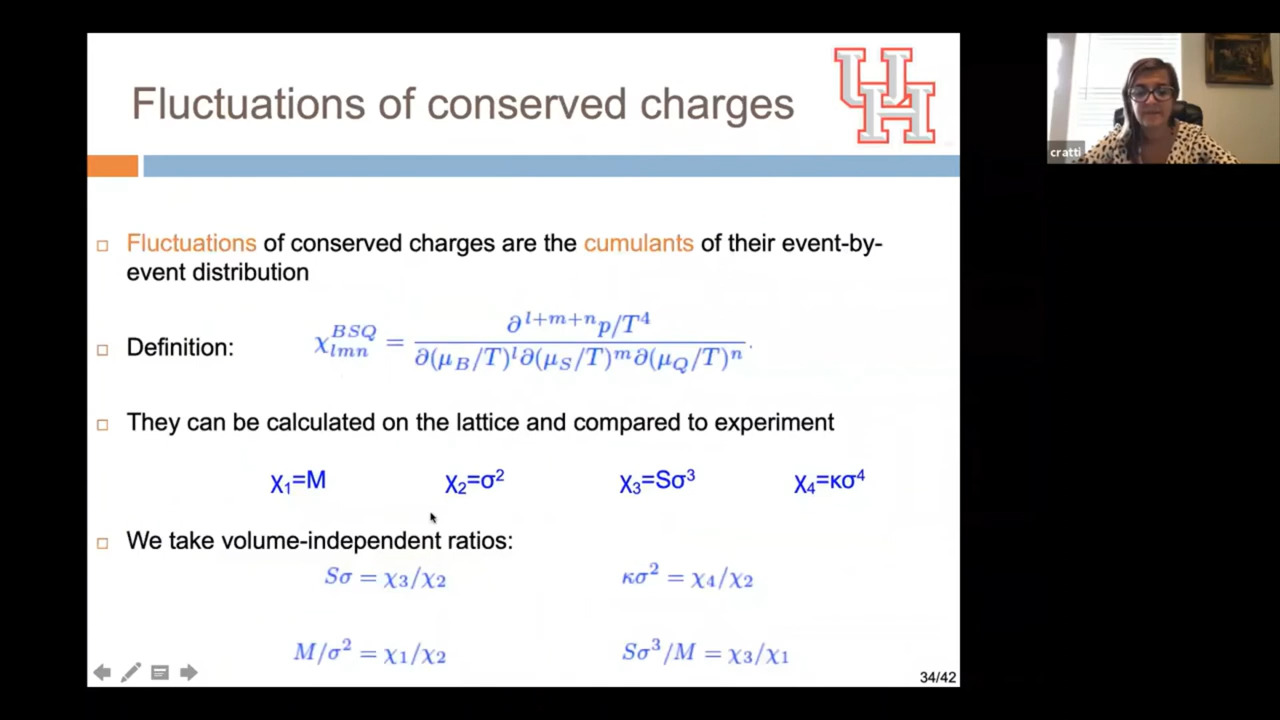 Fluctuations of conserved charges
UH
cratti
Fluctuations of conserved charges are the cumulants of their event-by-
event distribution
Definition: χ_{lmn}^{BSQ} = ∂^{l+m+n}p/T⁴ / ∂(μ_B/T)^l∂(μ_S/T)^m∂(μ_Q/T)^n.
They can be calculated on the lattice and compared to experiment
χ₁=M χ₂=σ² χ₃=Sσ³ χ₄=κσ⁴
We take volume-independent ratios:
Sσ = χ₃/χ₂ κσ² = χ₄/χ₂
M/σ² = χ₁/χ₂ Sσ³/M = χ₃/χ₁
34/42